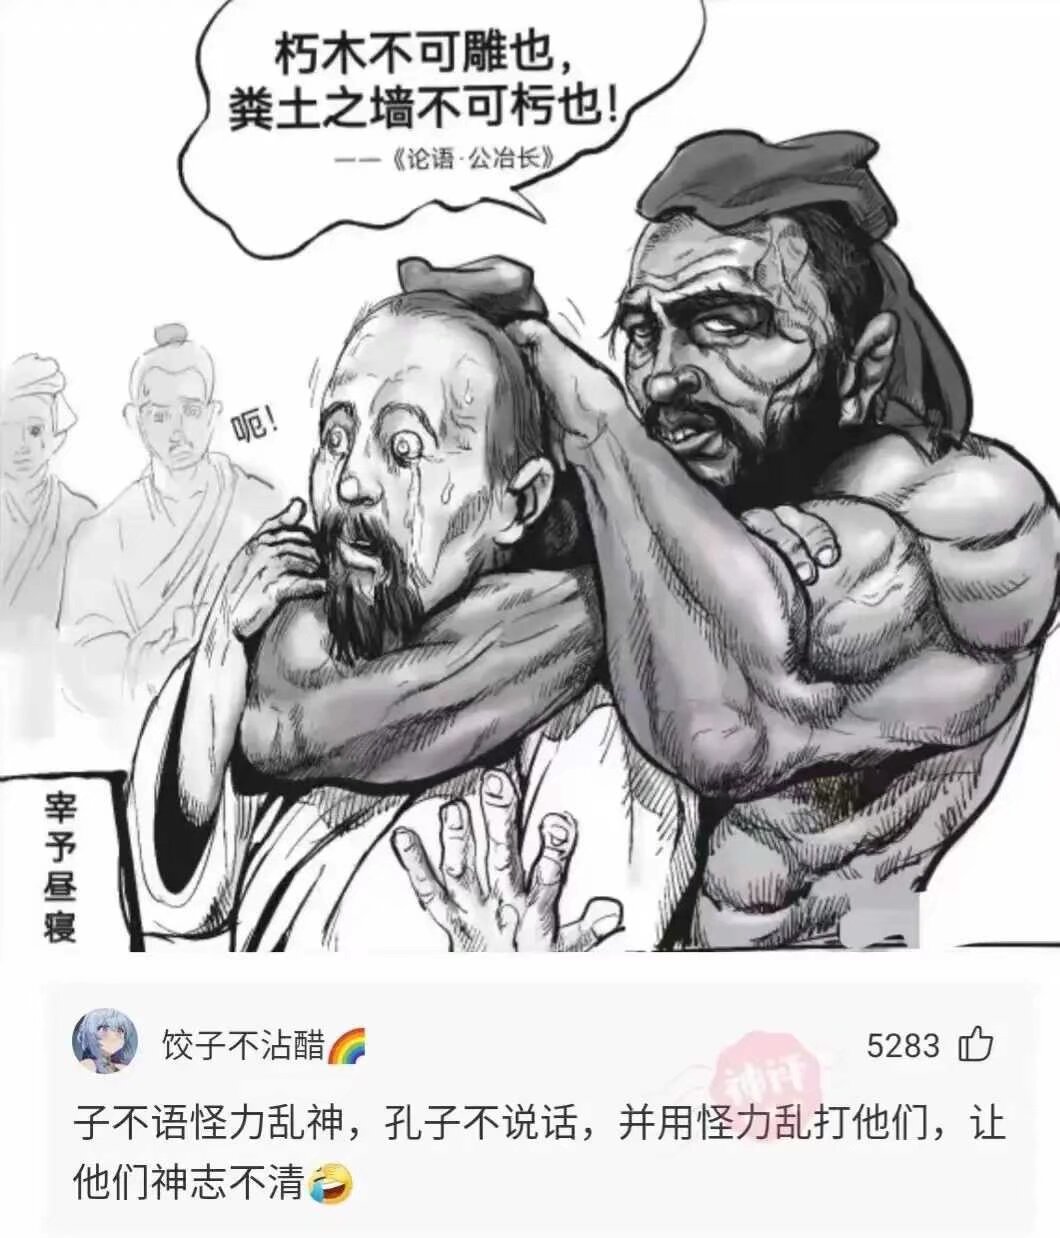 朽木不可雕也，
粪土之墙不可杇也！
——《论语·公冶长》
呃！
宰予昼寝
饺子不沾醋🌈
5283
子不语怪力乱神，孔子不说话，并用怪力乱打他们，让
他们神志不清🤣